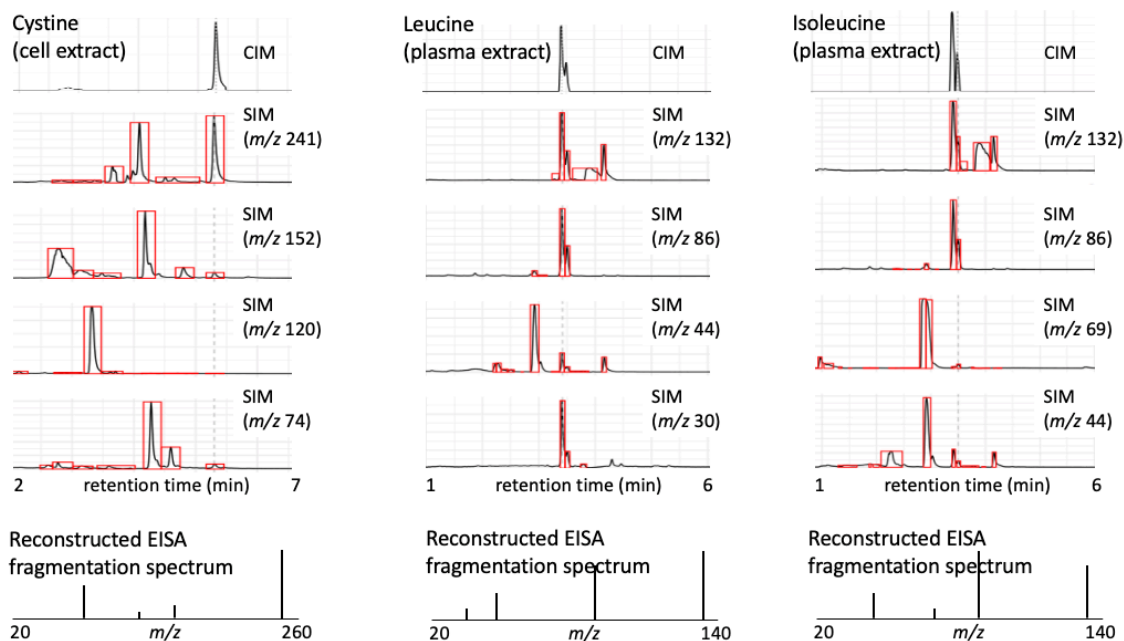 Cystine
(cell extract)
CIM
SIM
(m/z 241)
SIM
(m/z 152)
SIM
(m/z 120)
SIM
(m/z 74)
2 retention time (min) 7
Reconstructed EISA
fragmentation spectrum
20 m/z 260
Leucine
(plasma extract)
CIM
SIM
(m/z 132)
SIM
(m/z 86)
SIM
(m/z 44)
SIM
(m/z 30)
1 retention time (min) 6
Reconstructed EISA
fragmentation spectrum
20 m/z 140
Isoleucine
(plasma extract)
CIM
SIM
(m/z 132)
SIM
(m/z 86)
SIM
(m/z 69)
SIM
(m/z 44)
1 retention time (min) 6
Reconstructed EISA
fragmentation spectrum
20 m/z 140